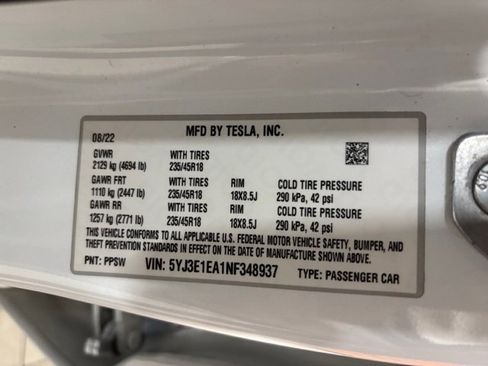 08/22 MFD BY TESLA, INC.
GVWR WITH TIRES
2129 kg (4694 lb) 235/45R18
GAWR FRT WITH TIRES RIM COLD TIRE PRESSURE
1110 kg (2447 lb) 235/45R18 18X8.5J 290 kPa, 42 psi
GAWR RR WITH TIRES RIM COLD TIRE PRESSURE
1257 kg (2771 lb) 235/45R18 18X8.5J 290 kPa, 42 psi
THIS VEHICLE CONFORMS TO ALL APPLICABLE U.S. FEDERAL MOTOR VEHICLE SAFETY, BUMPER, AND
THEFT PREVENTION STANDARDS IN EFFECT ON THE DATE OF MANUFACTURE SHOWN ABOVE.
PNT: PPSW VIN: 5YJ3E1EA1NF348937 TYPE: PASSENGER CAR